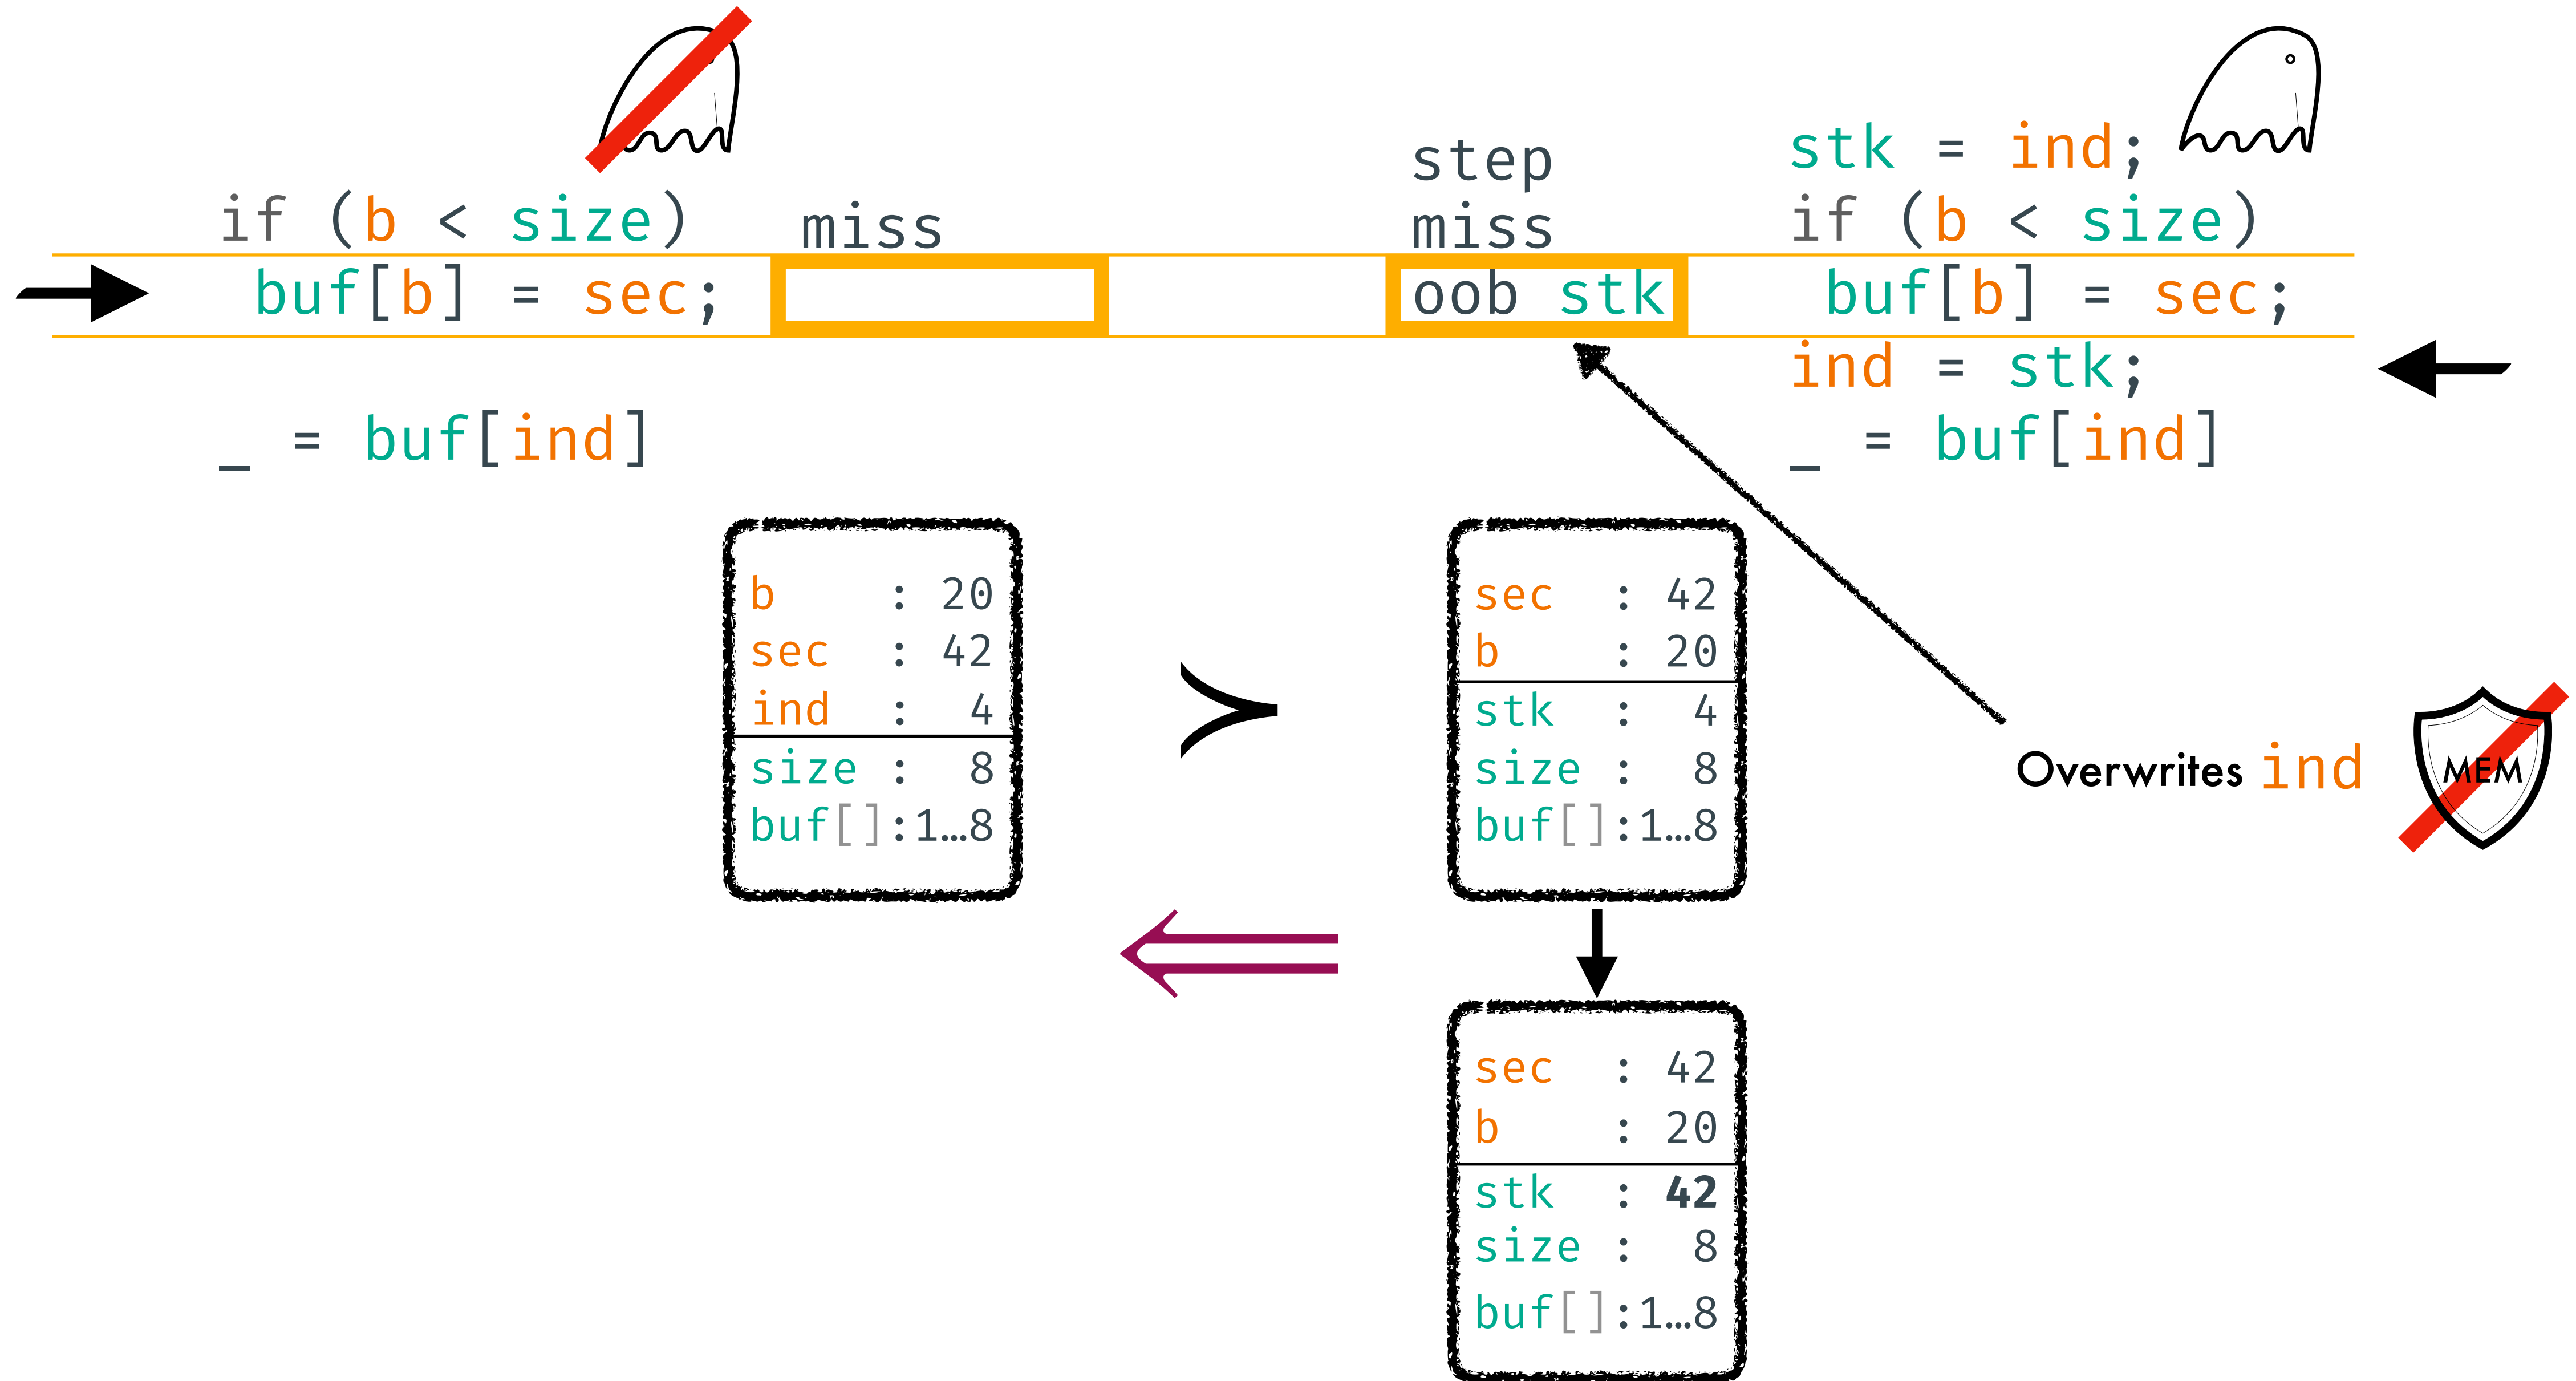 if (b < size)
buf[b] = sec;
_ = buf[ind]
miss
step
miss
oob stk
stk = ind;
if (b < size)
buf[b] = sec;
ind = stk;
_ = buf[ind]
b : 20
sec : 42
ind : 4
size : 8
buf[]:1…8
sec : 42
b : 20
stk : 4
size : 8
buf[]:1…8
Overwrites ind
MEM
sec : 42
b : 20
stk : 42
size : 8
buf[]:1…8